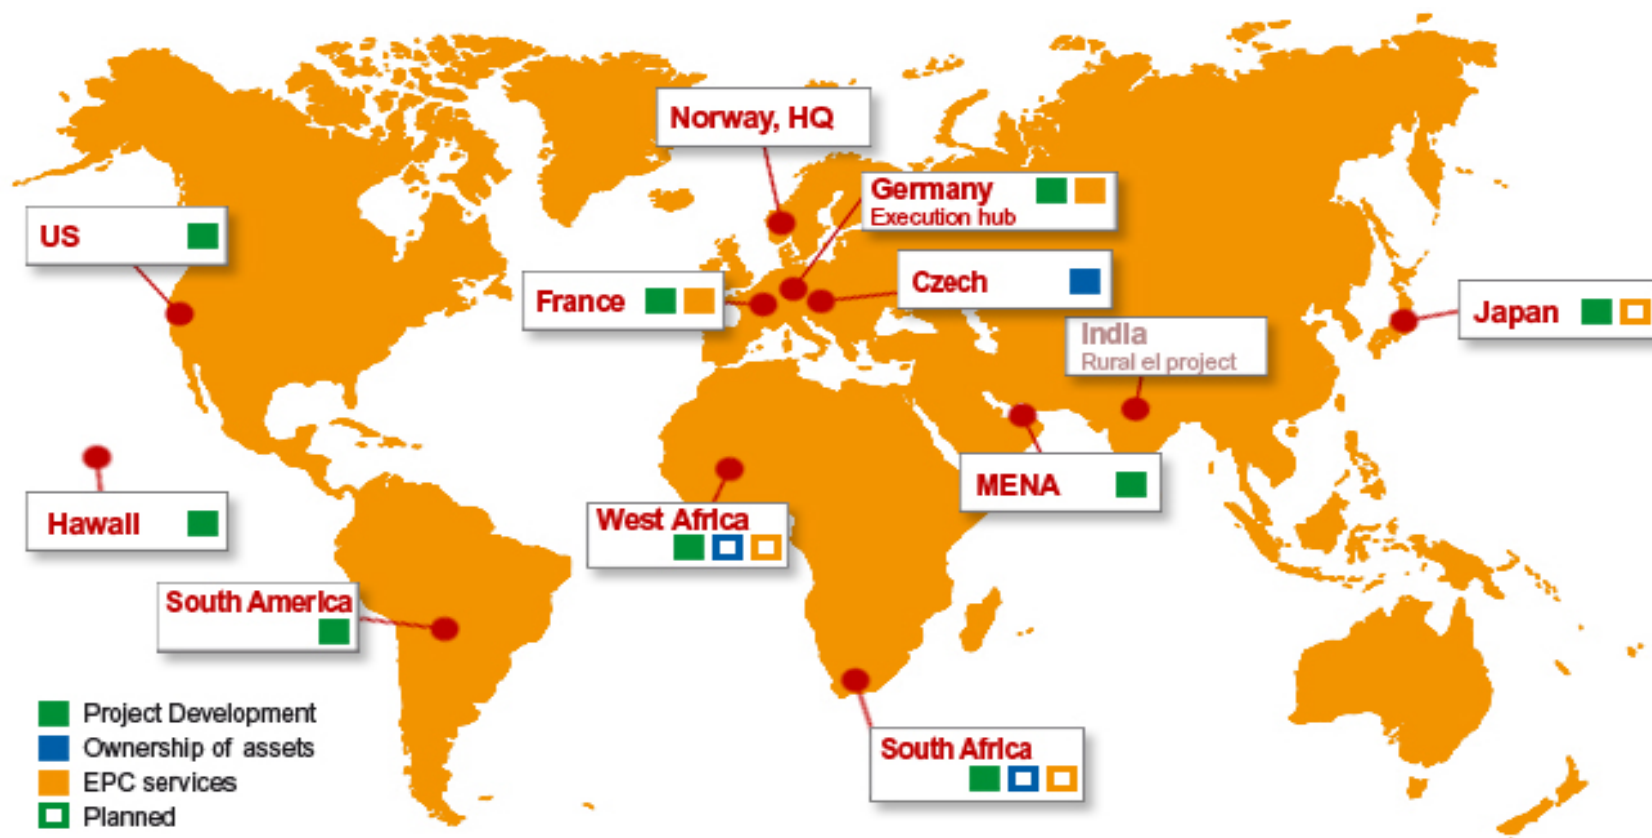 Norway, HQ
Germany
Execution hub
US
Czech
France
Japan
India
Rural el project
MENA
Hawaii
West Africa
South America
South Africa
Project Development
Ownership of assets
EPC services
Planned